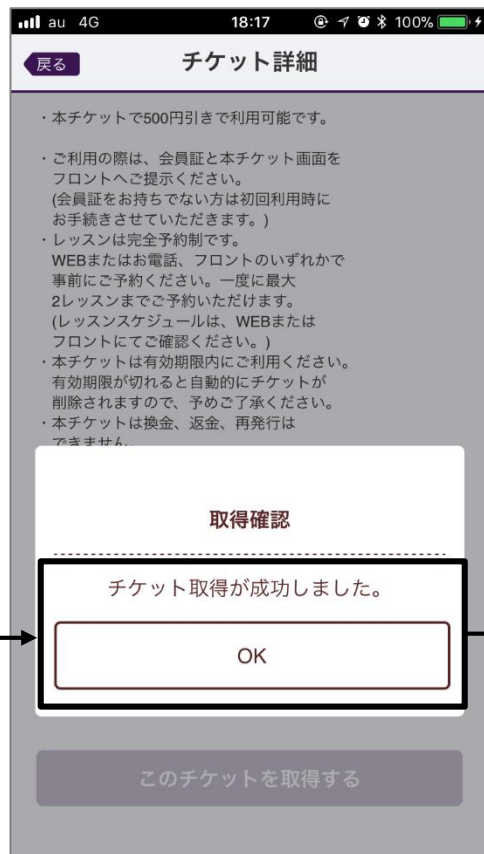 au 4G 18:17 100%
戻る チケット詳細
・本チケットで500円引きで利用可能です。
・ご利用の際は、会員証と本チケット画面を
フロントへご提示ください。
(会員証をお持ちでない方は初回利用時に
お手続きさせていただきます。)
・レッスンは完全予約制です。
WEBまたはお電話、フロントのいずれかで
事前にご予約ください。一度に最大
2レッスンまでご予約いただけます。
(レッスンスケジュールは、WEBまたは
フロントにてご確認ください。)
・本チケットは有効期限内にご利用ください。
有効期限が切れると自動的にチケットが
削除されますので、予めご了承ください。
・本チケットは換金、返金、再発行は
できません。
取得確認
チケット取得が成功しました。
OK
このチケットを取得する